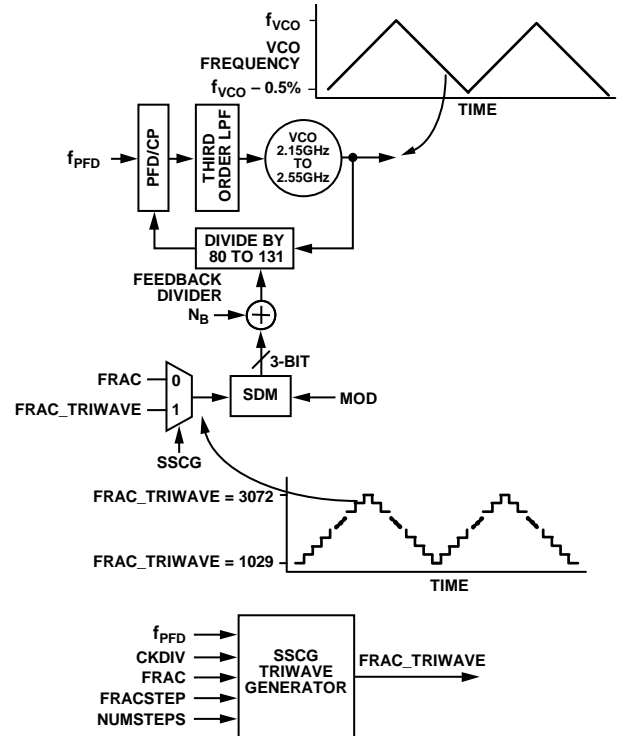 fVCO
VCO
FREQUENCY
fVCO – 0.5%
TIME
fPFD
PFD/CP
THIRD
ORDER LPF
VCO
2.15GHz
TO
2.55GHz
DIVIDE BY
80 TO 131
FEEDBACK
DIVIDER
NB
+
3-BIT
FRAC
0
FRAC_TRIWAVE
1
SDM
MOD
SSCG
FRAC_TRIWAVE = 3072
FRAC_TRIWAVE = 1029
TIME
fPFD
CKDIV
FRAC
FRACSTEP
NUMSTEPS
SSCG
TRIWAVE
GENERATOR
FRAC_TRIWAVE